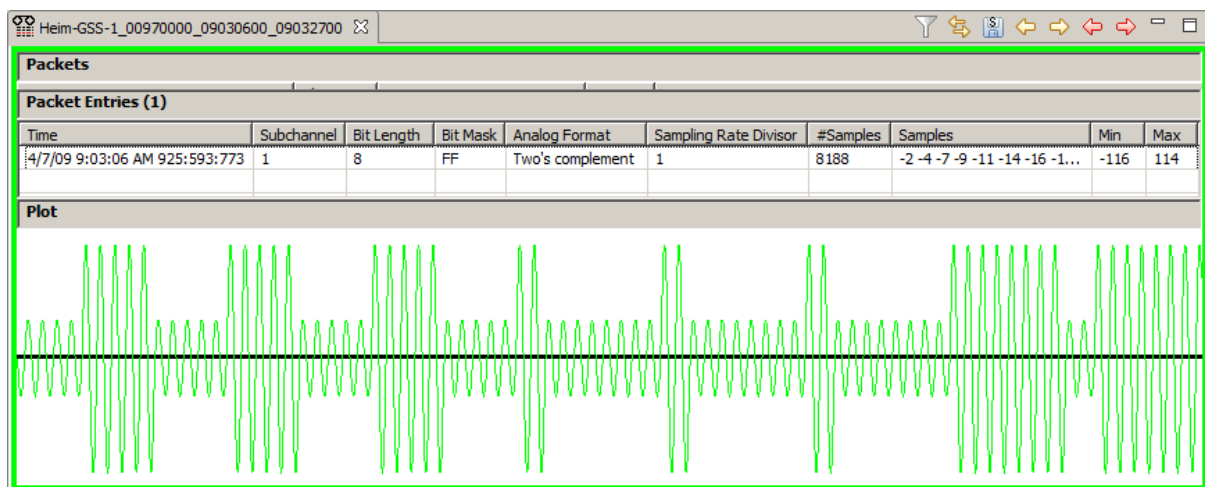 Heim-GSS-1_00970000_09030600_09032700
Packets
Packet Entries (1)
Time Subchannel Bit Length Bit Mask Analog Format Sampling Rate Divisor #Samples Samples Min Max
4/7/09 9:03:06 AM 925:593:773 1 8 FF Two's complement 1 8188 -2 -4 -7 -9 -11 -14 -16 -1... -116 114
Plot